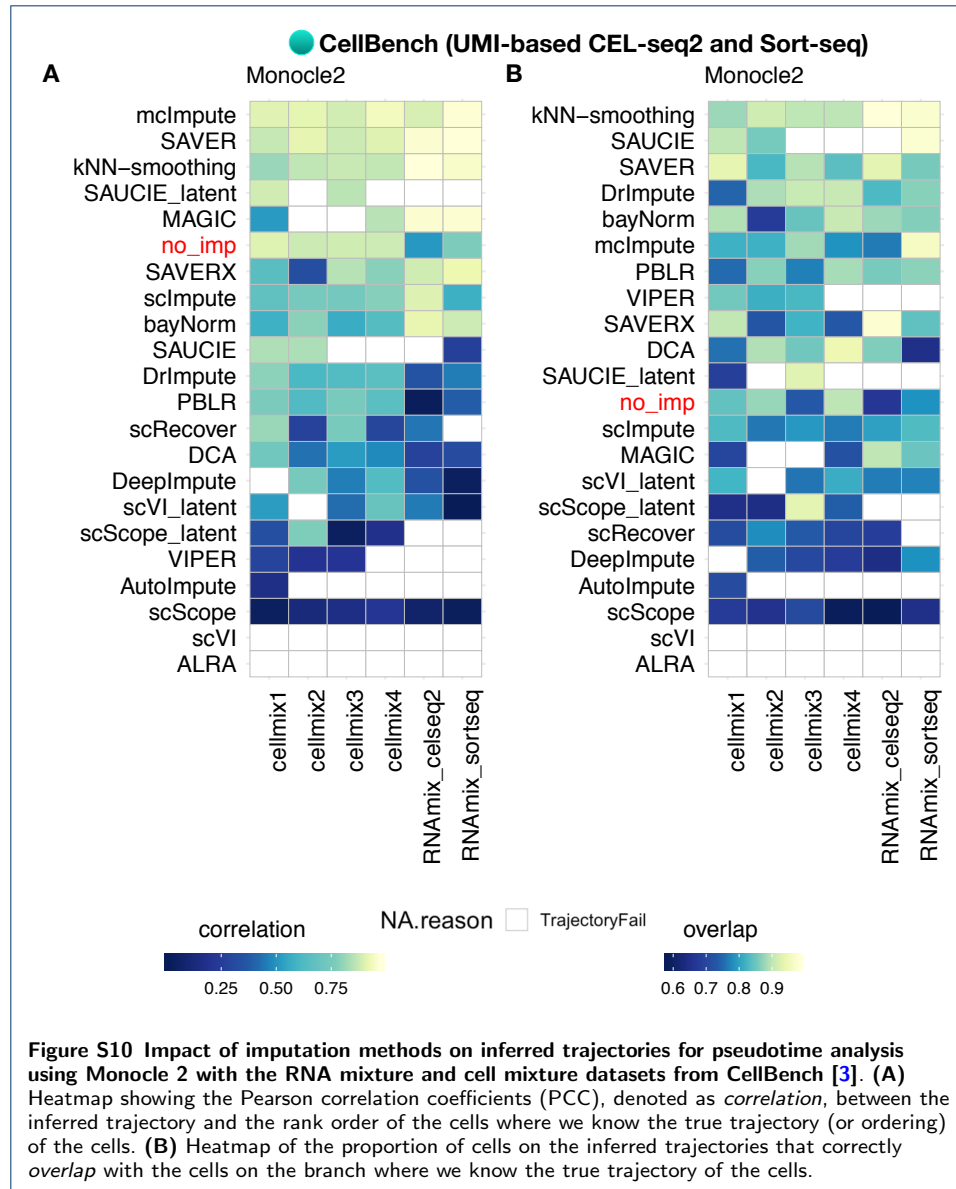 CellBench (UMI-based CEL-seq2 and Sort-seq)
A
Monocle2
mcImpute
SAVER
kNN-smoothing
SAUCIE_latent
MAGIC
no_imp
SAVERX
scImpute
bayNorm
SAUCIE
DrImpute
PBLR
scRecover
DCA
DeepImpute
scVI_latent
scScope_latent
VIPER
AutoImpute
scScope
scVI
ALRA
cellmix1
cellmix2
cellmix3
cellmix4
RNAmix_celseq2
RNAmix_sortseq
B
Monocle2
kNN-smoothing
SAUCIE
SAVER
DrImpute
bayNorm
mcImpute
PBLR
VIPER
SAVERX
DCA
SAUCIE_latent
no_imp
scImpute
MAGIC
scVI_latent
scScope_latent
scRecover
DeepImpute
AutoImpute
scScope
scVI
ALRA
cellmix1
cellmix2
cellmix3
cellmix4
RNAmix_celseq2
RNAmix_sortseq
correlation
0.25 0.50 0.75
NA.reason TrajectoryFail
overlap
0.6 0.7 0.8 0.9
Figure S10 Impact of imputation methods on inferred trajectories for pseudotime analysis
using Monocle 2 with the RNA mixture and cell mixture datasets from CellBench [3]. (A)
Heatmap showing the Pearson correlation coefficients (PCC), denoted as correlation, between the
inferred trajectory and the rank order of the cells where we know the true trajectory (or ordering)
of the cells. (B) Heatmap of the proportion of cells on the inferred trajectories that correctly
overlap with the cells on the branch where we know the true trajectory of the cells.